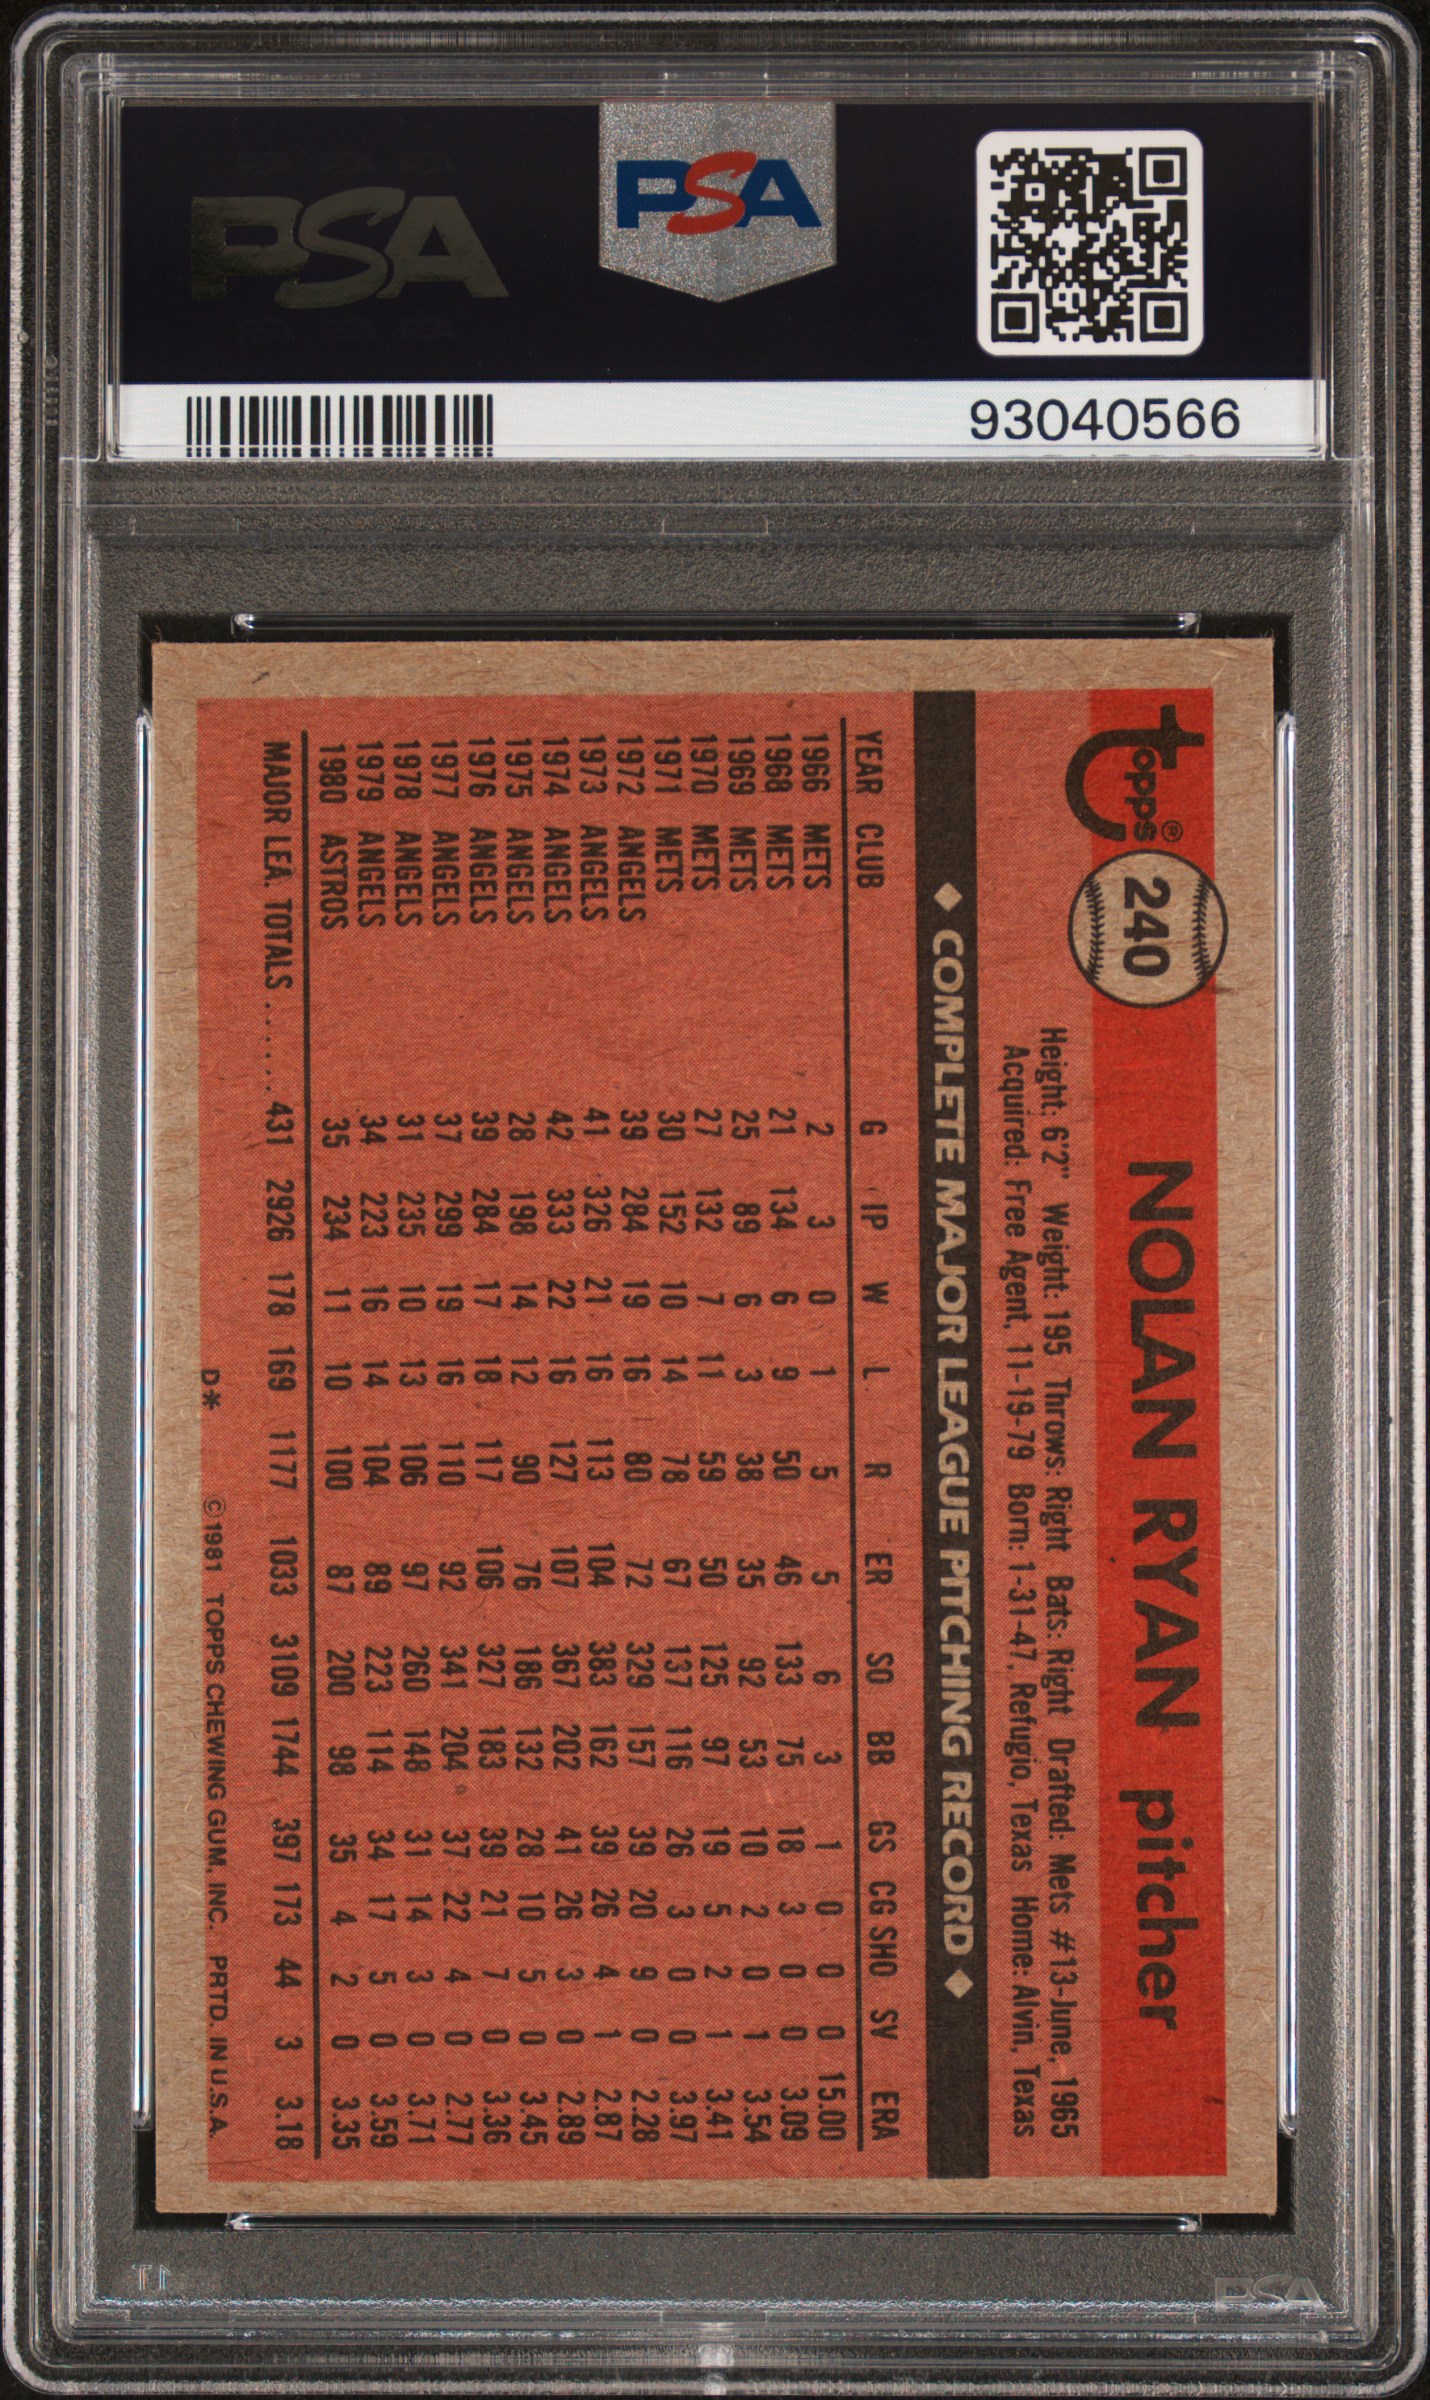 PSA
PSA
93040566
topps®
240
NOLAN RYAN pitcher
Height: 6'2" Weight: 195 Throws: Right Bats: Right Drafted: Mets #13-June, 1965
Acquired: Free Agent, 11-19-79 Born: 1-31-47, Refugio, Texas Home: Alvin, Texas
◆ COMPLETE MAJOR LEAGUE PITCHING RECORD ◆
YEAR CLUB G IP W L R ER SO BB GS CG SHO SV ERA
1966 METS 2 3 0 1 5 5 6 3 1 0 0 0 15.00
1968 METS 21 134 6 9 50 46 133 75 18 3 0 0 3.09
1969 METS 25 89 6 3 38 35 92 53 10 2 0 1 3.54
1970 METS 27 132 7 11 59 50 125 97 19 5 2 1 3.41
1971 METS 30 152 10 14 78 67 137 116 26 3 0 0 3.97
1972 ANGELS 39 284 19 16 80 72 329 157 39 20 9 0 2.28
1973 ANGELS 41 326 21 16 113 104 383 162 39 26 4 1 2.87
1974 ANGELS 42 333 22 16 127 107 367 202 41 26 3 0 2.89
1975 ANGELS 28 198 14 12 90 76 186 132 28 10 5 0 3.45
1976 ANGELS 39 284 17 18 117 106 327 183 39 21 7 0 3.36
1977 ANGELS 37 299 19 16 110 92 341 204 37 22 4 0 2.77
1978 ANGELS 31 235 10 13 106 97 260 148 31 14 3 0 3.71
1979 ANGELS 34 223 16 14 104 89 223 114 34 17 5 0 3.59
1980 ASTROS 35 234 11 10 100 87 200 98 35 4 2 0 3.35
MAJOR LEA. TOTALS ...... 431 2926 178 169 1177 1033 3109 1744 397 173 44 3 3.18
D* © 1981 TOPPS CHEWING GUM, INC. PRTD. IN U.S.A.
PSA